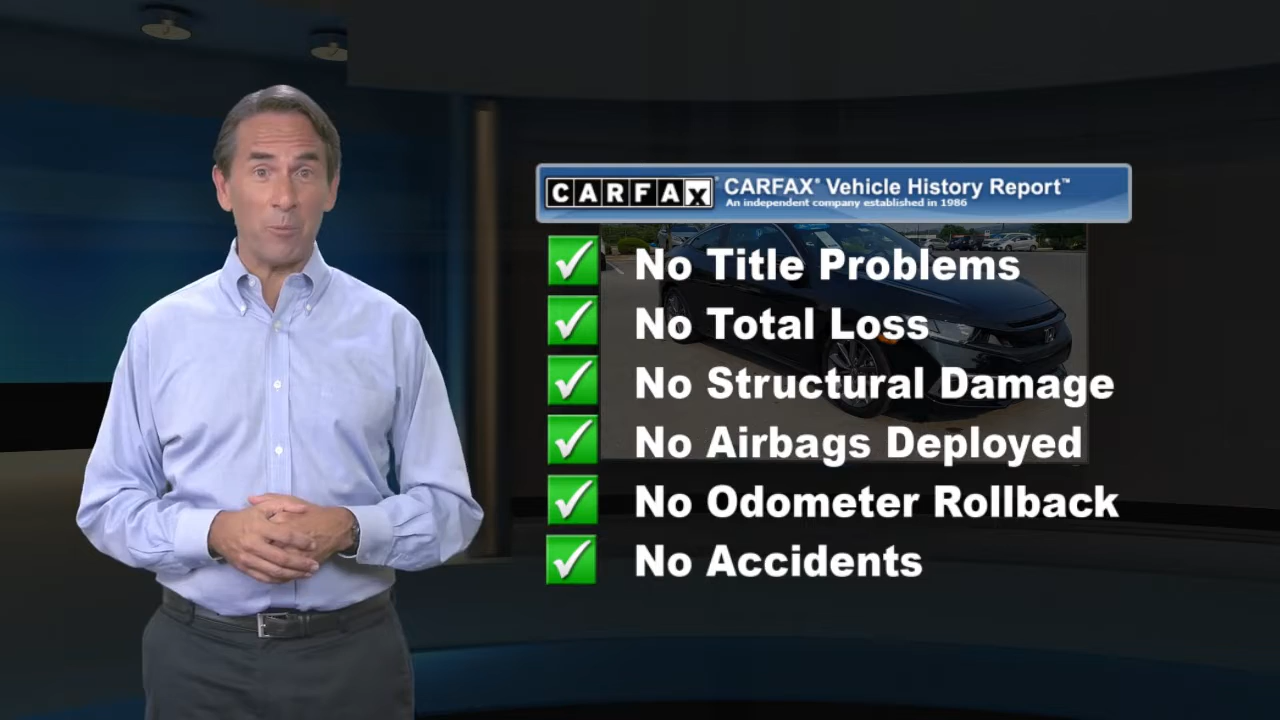 CARFAX® CARFAX® Vehicle History Report™
An independent company established in 1986
No Title Problems
No Total Loss
No Structural Damage
No Airbags Deployed
No Odometer Rollback
No Accidents